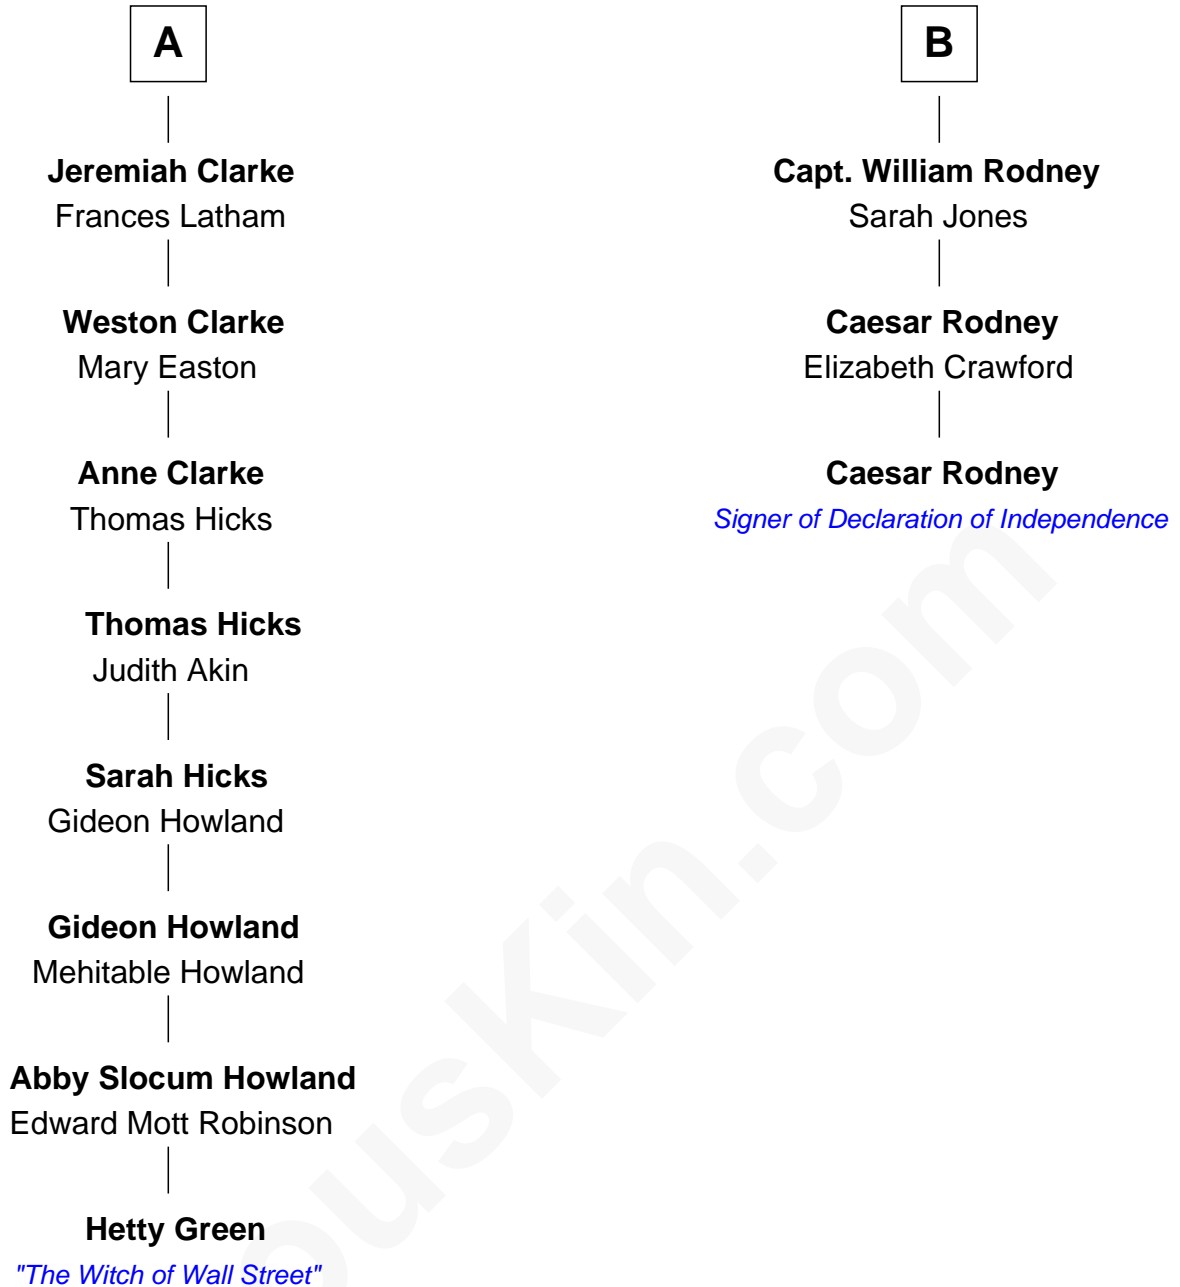 A
Jeremiah Clarke
Frances Latham
Weston Clarke
Mary Easton
Anne Clarke
Thomas Hicks
Thomas Hicks
Judith Akin
Sarah Hicks
Gideon Howland
Gideon Howland
Mehitable Howland
Abby Slocum Howland
Edward Mott Robinson
Hetty Green
"The Witch of Wall Street"
B
Capt. William Rodney
Sarah Jones
Caesar Rodney
Elizabeth Crawford
Caesar Rodney
Signer of Declaration of Independence
ousKin.com